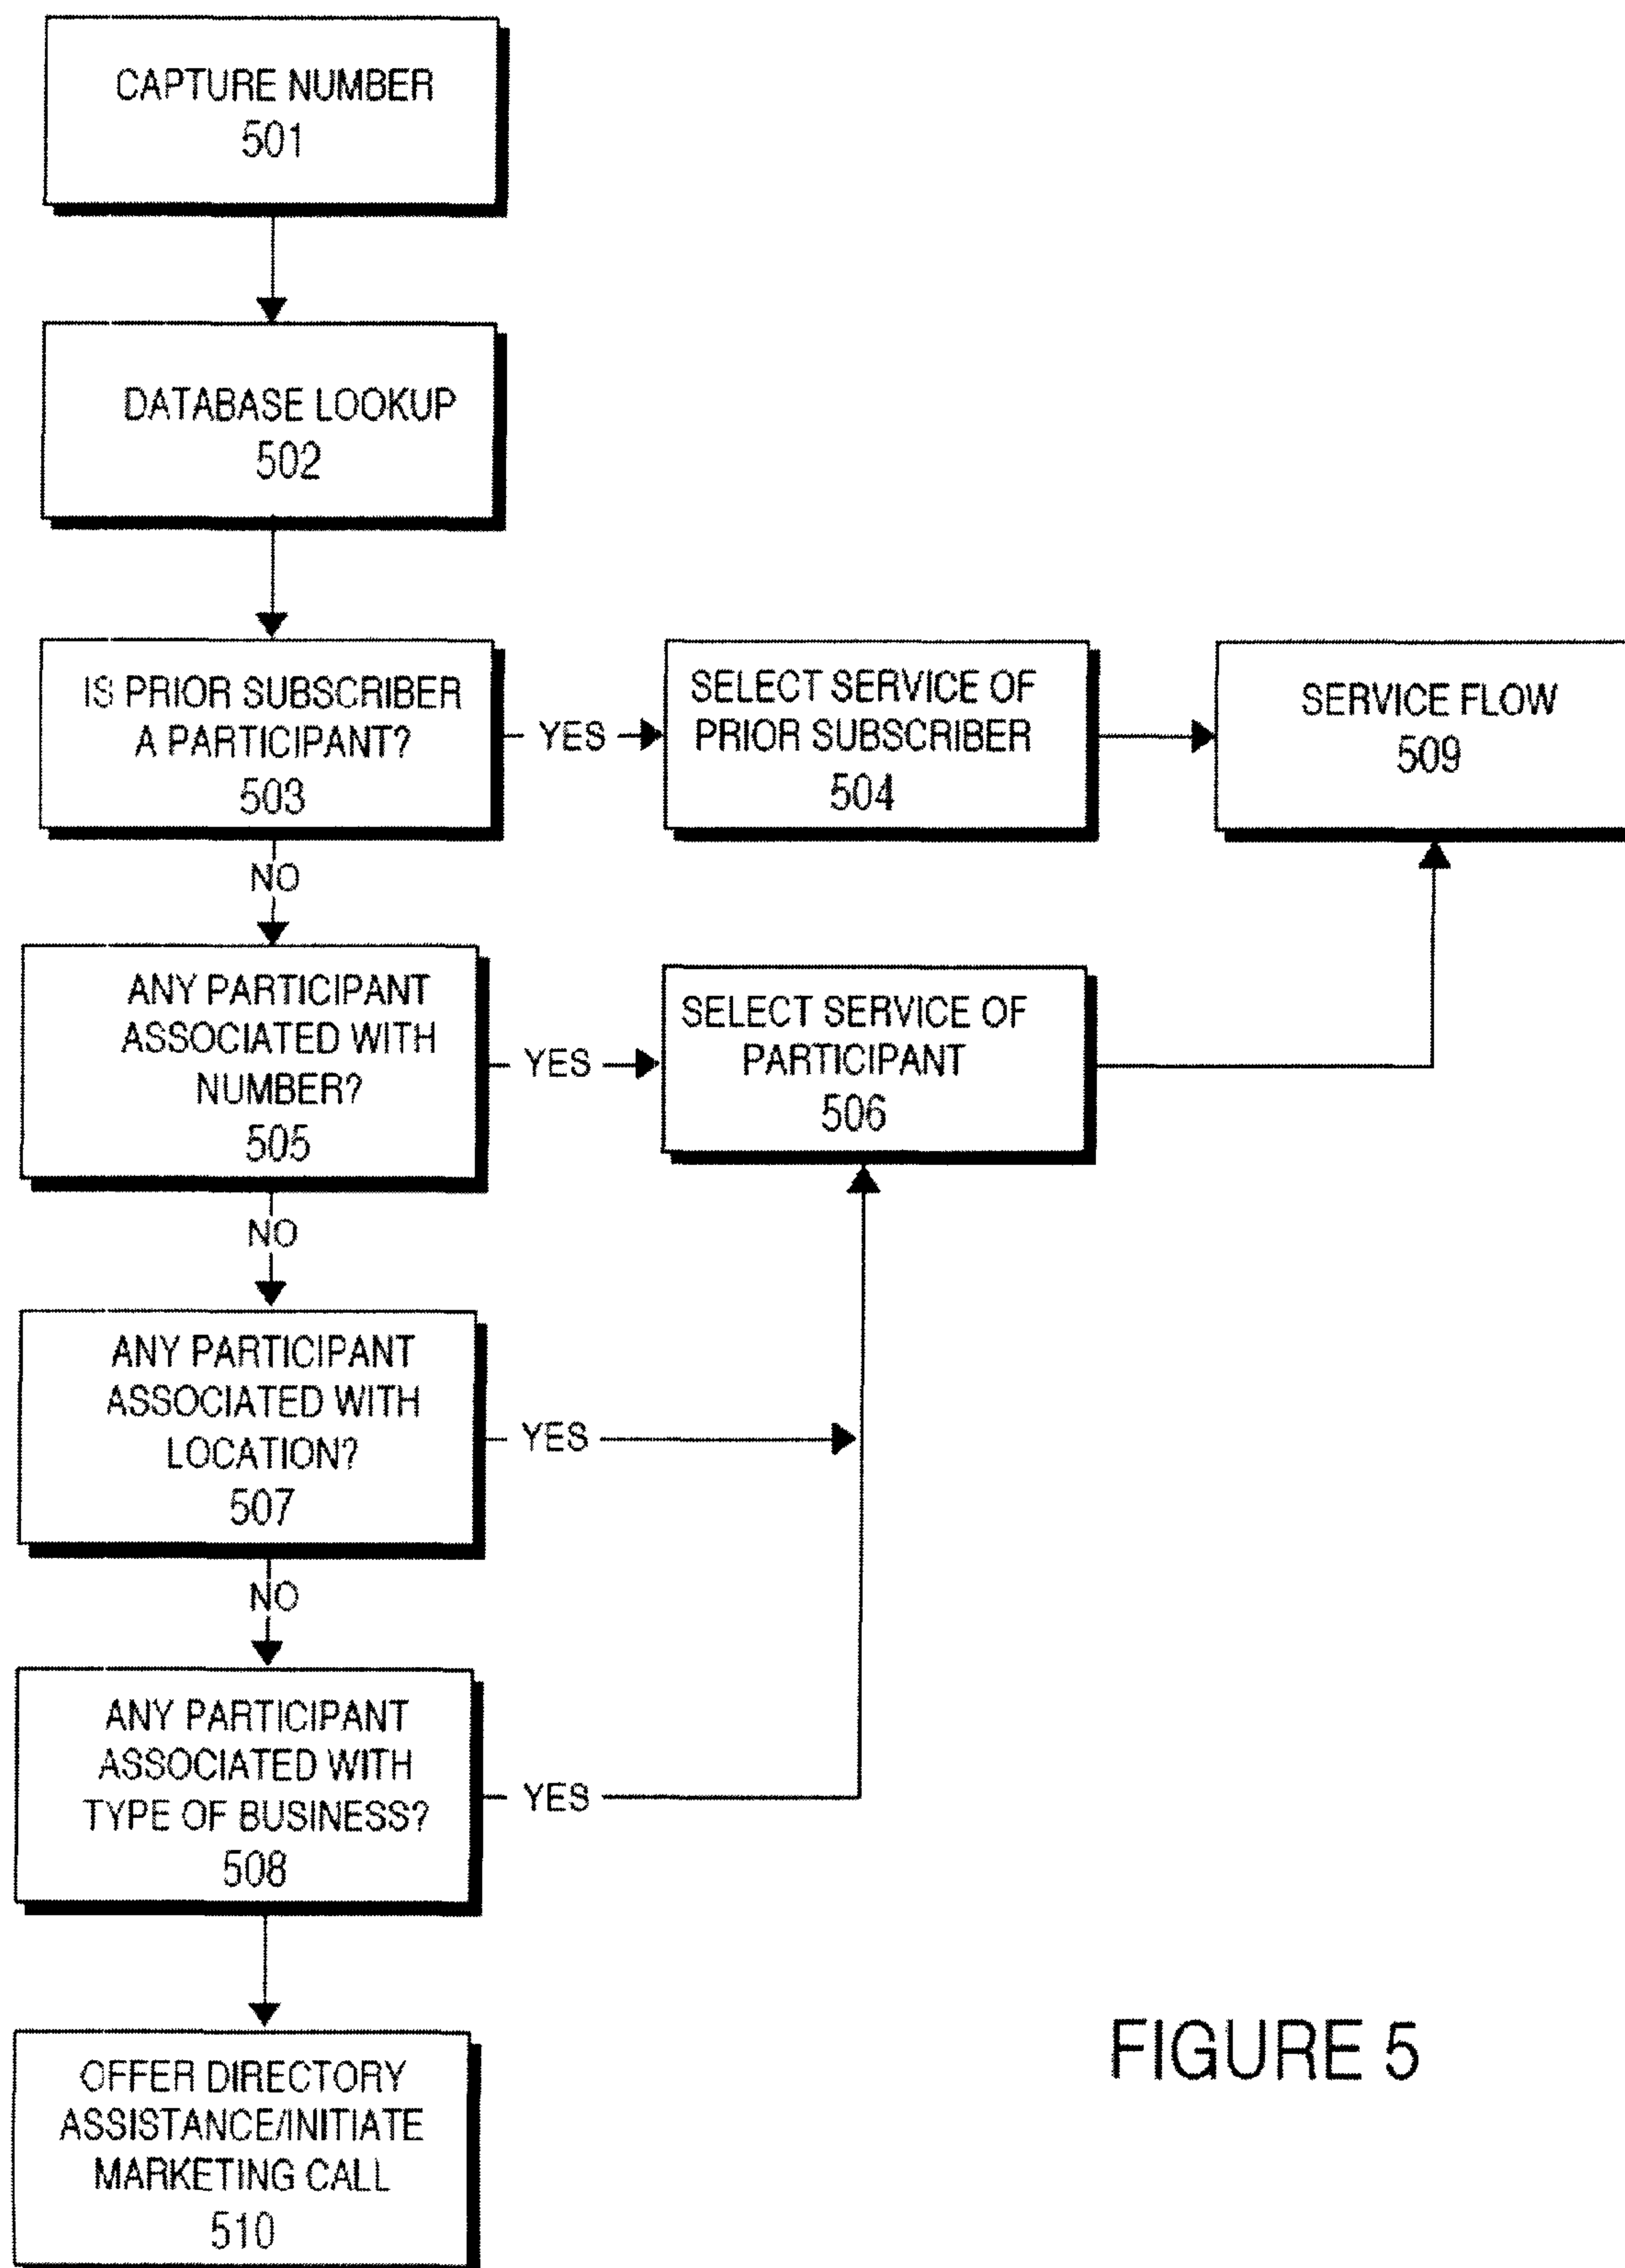 CAPTURE NUMBER
501
DATABASE LOOKUP
502
IS PRIOR SUBSCRIBER
A PARTICIPANT?
503
YES
SELECT SERVICE OF
PRIOR SUBSCRIBER
504
SERVICE FLOW
509
NO
ANY PARTICIPANT
ASSOCIATED WITH
NUMBER?
505
YES
SELECT SERVICE OF
PARTICIPANT
506
NO
ANY PARTICIPANT
ASSOCIATED WITH
LOCATION?
507
YES
NO
ANY PARTICIPANT
ASSOCIATED WITH
TYPE OF BUSINESS?
508
YES
OFFER DIRECTORY
ASSISTANCE/INITIATE
MARKETING CALL
510
FIGURE 5